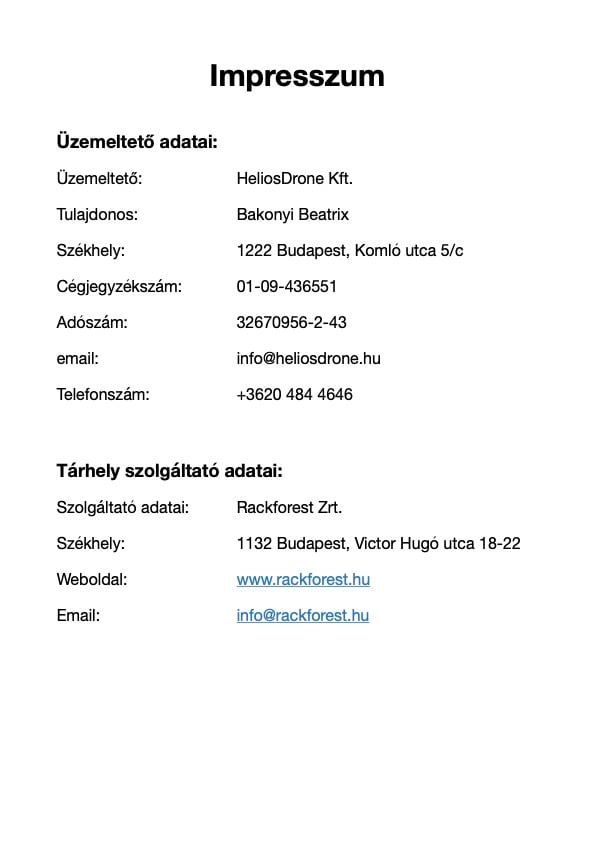 Impresszum
Üzemeltető adatai:
Üzemeltető: HeliosDrone Kft.
Tulajdonos: Bakonyi Beatrix
Székhely: 1222 Budapest, Komló utca 5/c
Cégjegyzékszám: 01-09-436551
Adószám: 32670956-2-43
email: info@heliosdrone.hu
Telefonszám: +3620 484 4646
Tárhely szolgáltató adatai:
Szolgáltató adatai: Rackforest Zrt.
Székhely: 1132 Budapest, Victor Hugó utca 18-22
Weboldal: www.rackforest.hu
Email: info@rackforest.hu